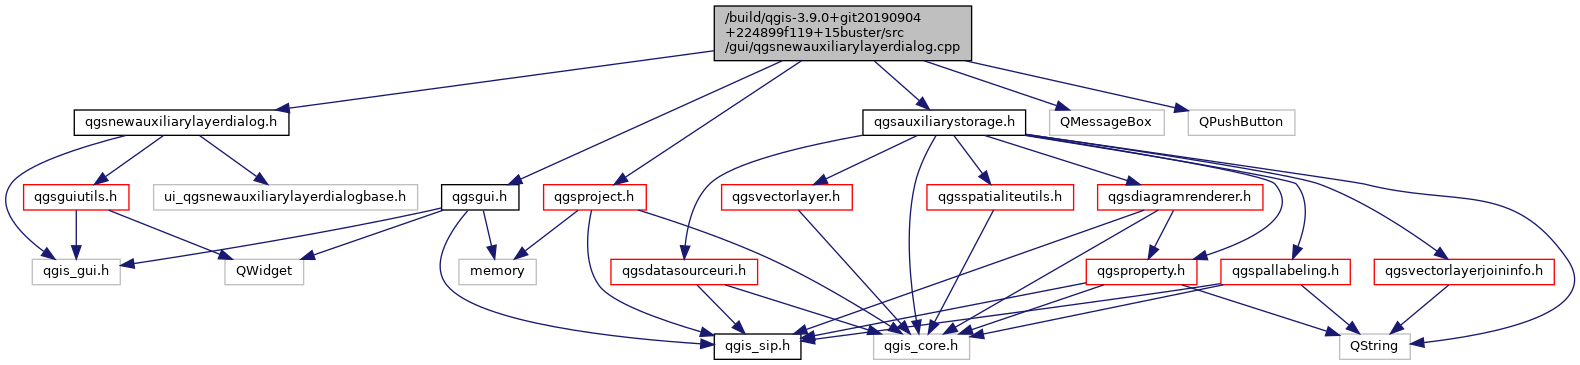 /build/qgis-3.9.0+git20190904
+224899f119+15buster/src
/gui/qgsnewauxiliarylayerdialog.cpp
qgsnewauxiliarylayerdialog.h
qgsauxiliarystorage.h
QMessageBox
QPushButton
qgsguiutils.h
ui_qgsnewauxiliarylayerdialogbase.h
qgsgui.h
qgsproject.h
qgsvectorlayer.h
qgsspatialiteutils.h
qgsdiagramrenderer.h
qgis_gui.h
QWidget
memory
qgsdatasourceuri.h
qgsproperty.h
qgspallabeling.h
qgsvectorlayerjoininfo.h
qgis_sip.h
qgis_core.h
QString